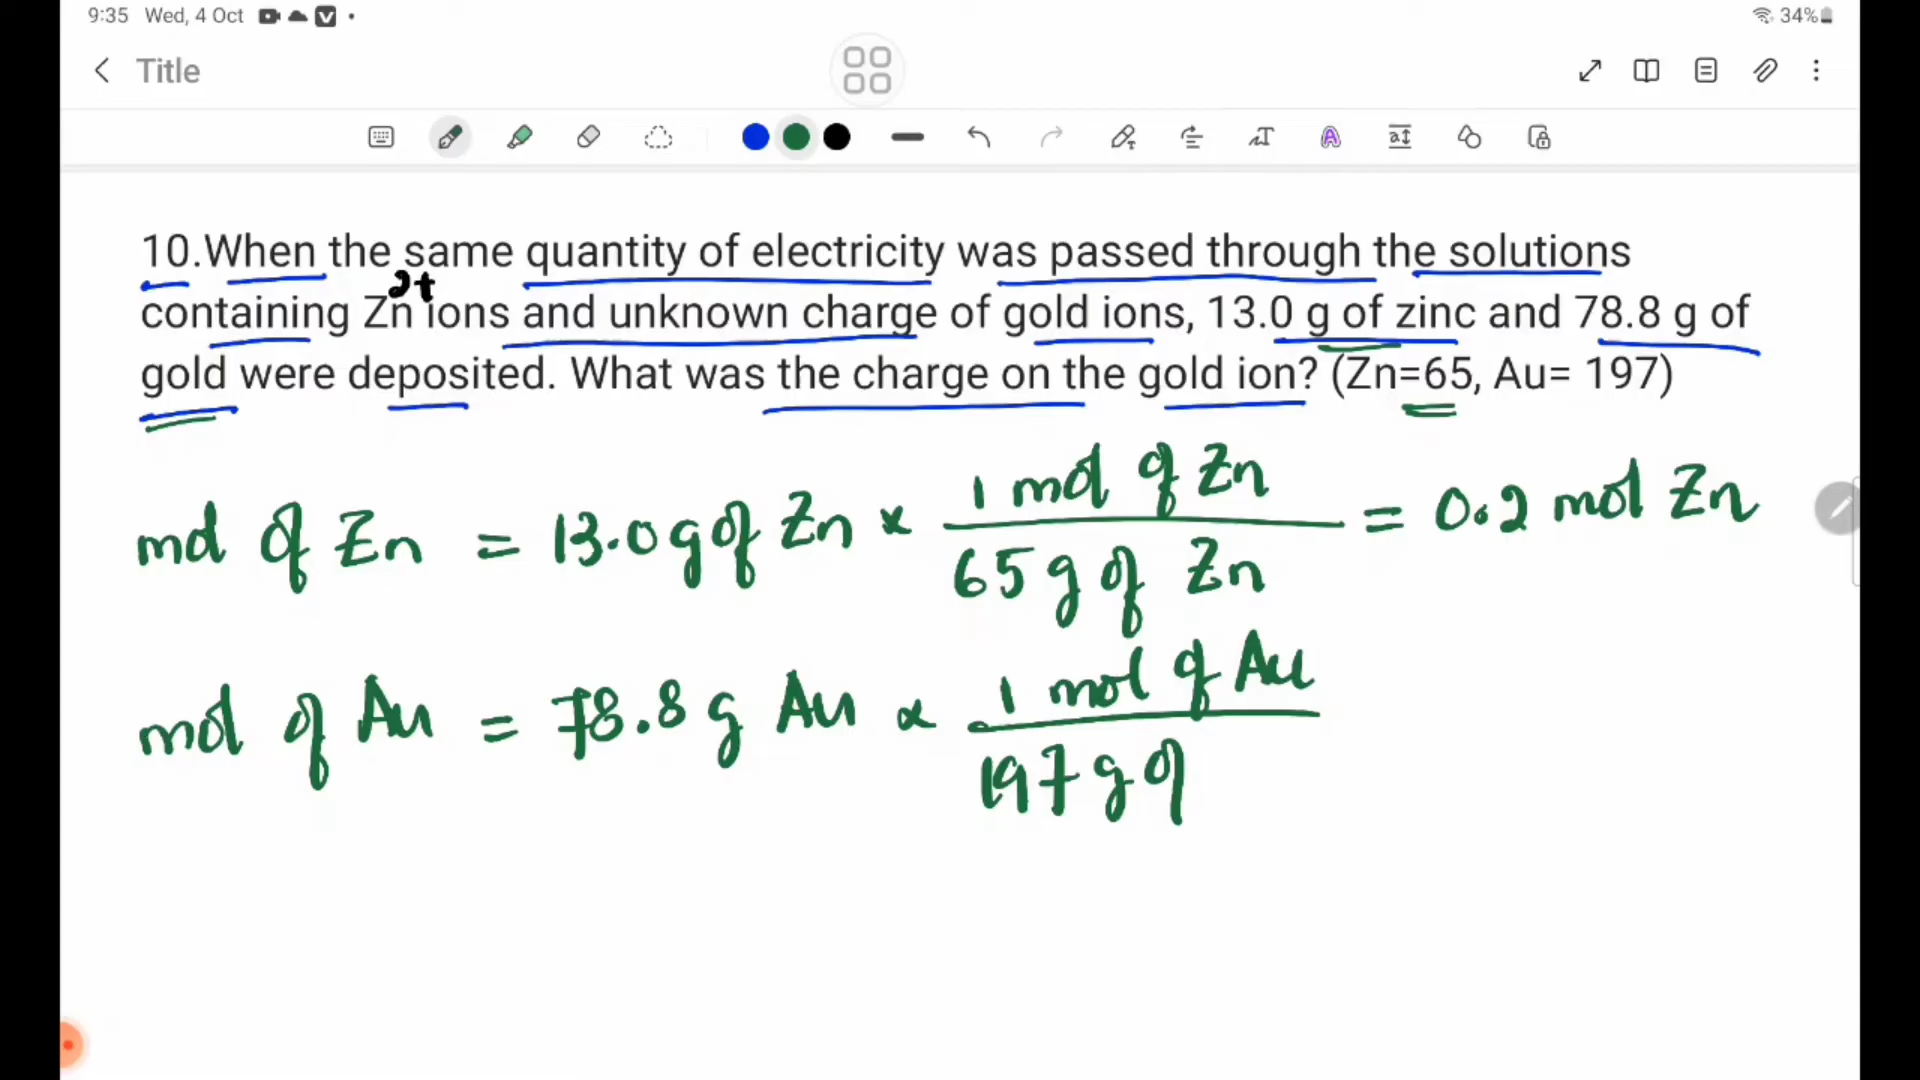 9:35 Wed, 4 Oct
34%
Title
10.When the same quantity of electricity was passed through the solutions
containing Zn2+ ions and unknown charge of gold ions, 13.0 g of zinc and 78.8 g of
gold were deposited. What was the charge on the gold ion? (Zn=65, Au= 197)
mol of Zn = 13.0g of Zn × 1 mol of Zn / 65 g of Zn = 0.2 mol Zn
mol of Au = 78.8 g Au × 1 mol of Au / 197 g of